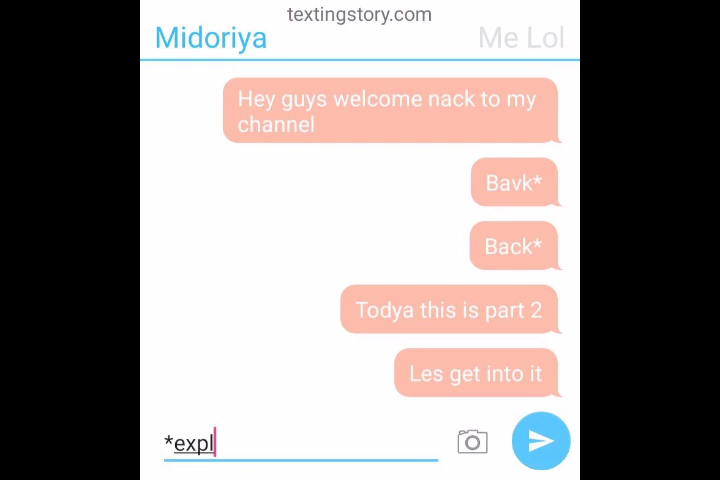 textingstory.com
Midoriya Me Lol
Hey guys welcome nack to my
channel
Bavk*
Back*
Todya this is part 2
Les get into it
*expl